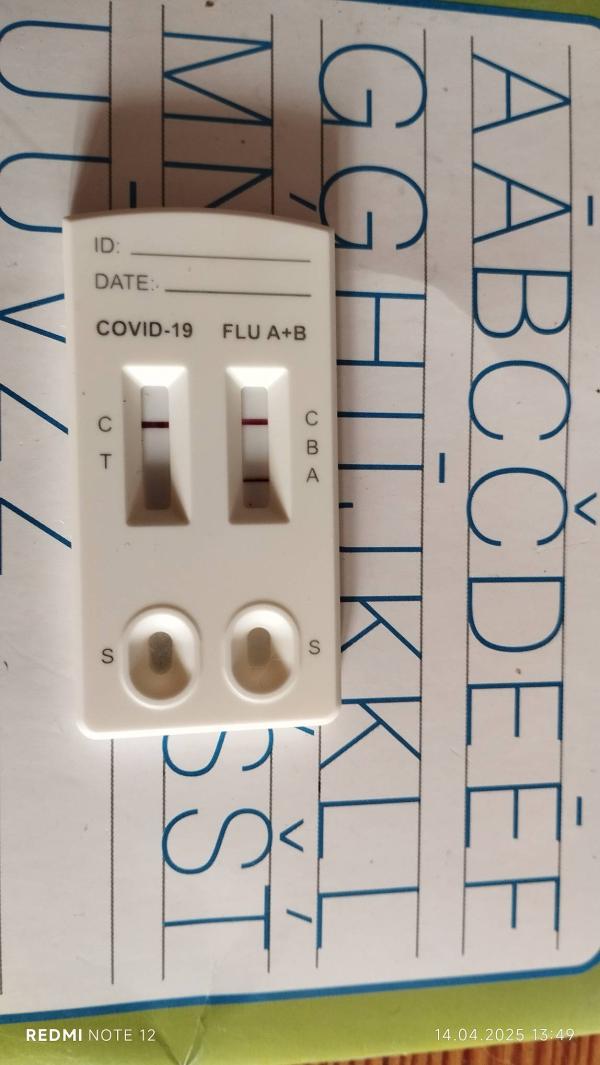 ID:
DATE:
COVID-19 FLU A+B
C
T
C
B
A
S
S
A Ā B C Č D E Ē F
G Ģ H I Ī J K Ķ L Ļ
M N
S Š T
U Ū V Z
REDMI NOTE 12
14.04.2025 13:49